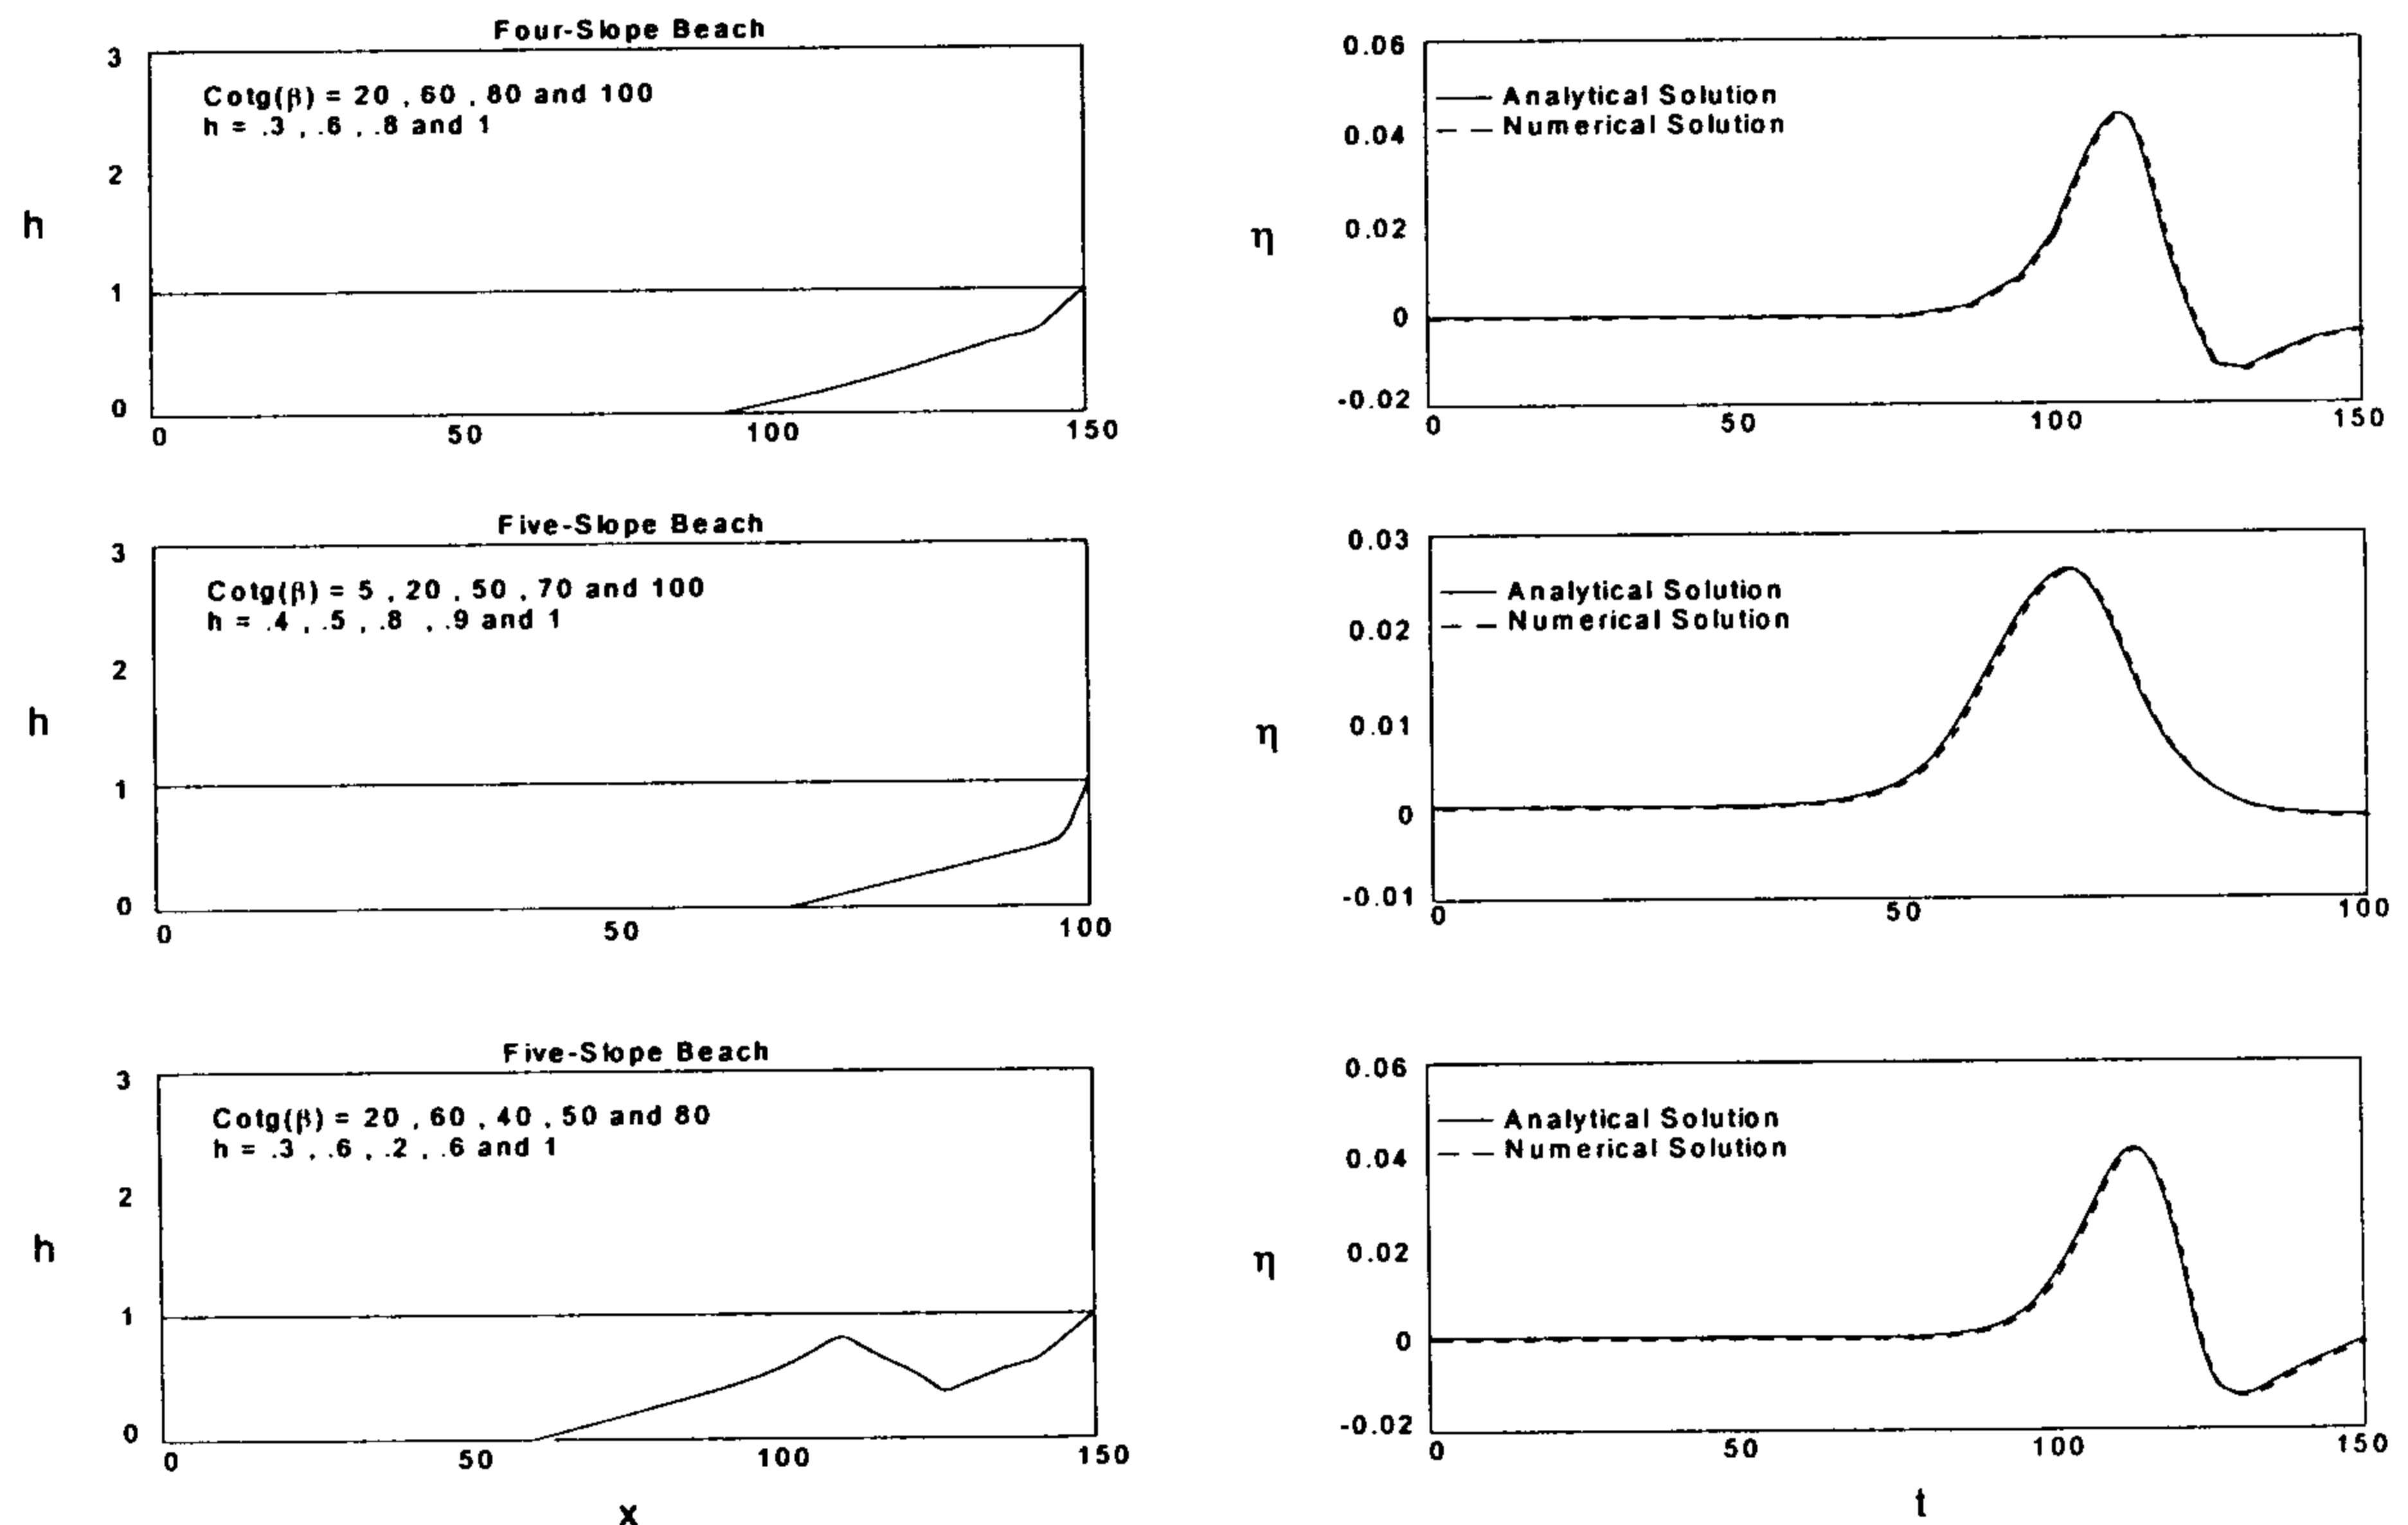 Four-Slope Beach
3
Cotg(β) = 20 , 60 , 80 and 100
h = .3 , .6 , .8 and 1
2
h
1
0
0 50 100 150
0.06
Analytical Solution
Numerical Solution
0.04
0.02
η
0
-0.02
0 50 100 150
Five-Slope Beach
3
Cotg(β) = 5 , 20 , 50 , 70 and 100
h = .4 , .5 , .8 , .9 and 1
2
h
1
0
0 50 100
0.03
Analytical Solution
Numerical Solution
0.02
0.01
η
0
-0.01
0 50 100
Five-Slope Beach
3
Cotg(β) = 20 , 60 , 40 , 50 and 80
h = .3 , .6 , .2 , .6 and 1
2
h
1
0
0 50 100 150
x
0.06
Analytical Solution
Numerical Solution
0.04
0.02
η
0
-0.02
0 50 100 150
t